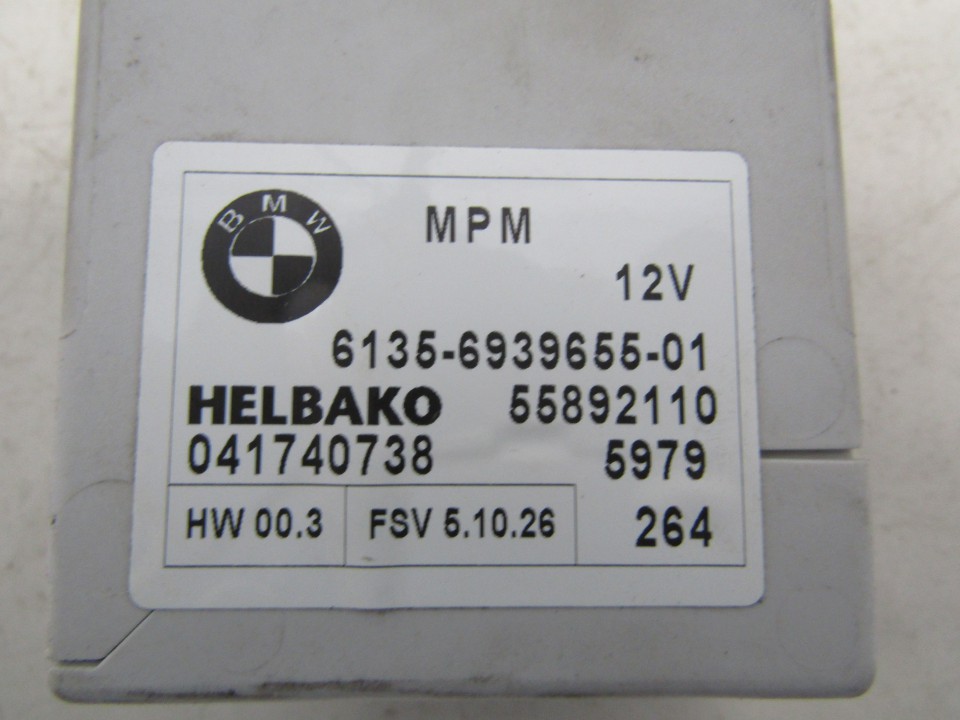 BMW
MPM
12V
6135-6939655-01
HELBAKO 55892110
041740738 5979
HW 00.3 FSV 5.10.26 264